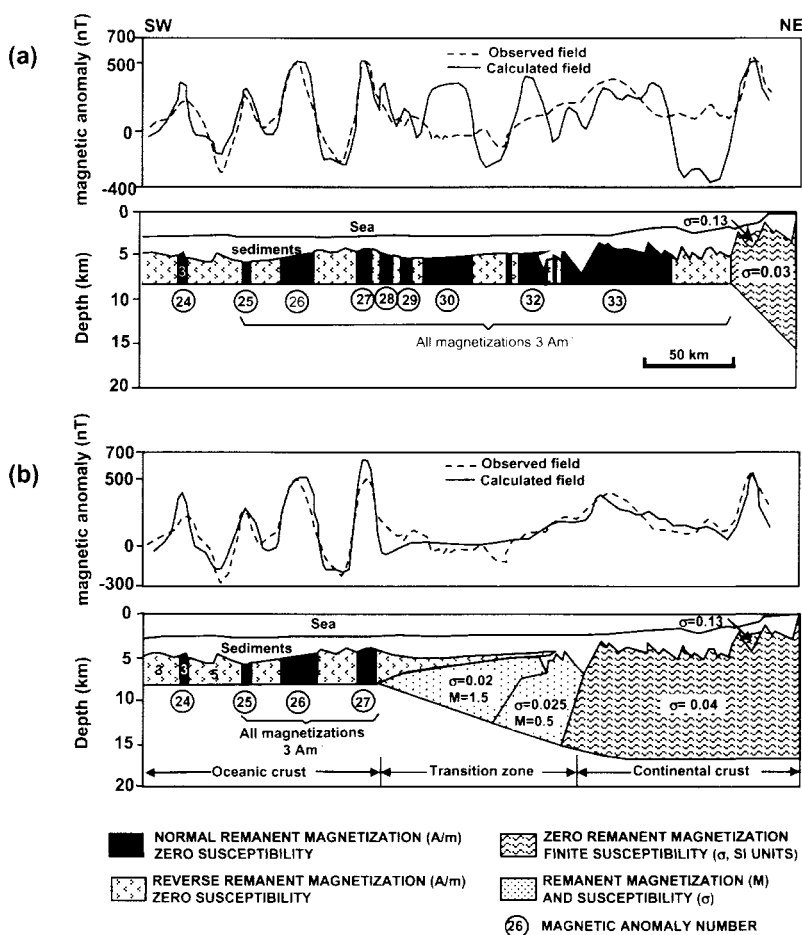 SW NE
(a)
magnetic anomaly (nT)
700
500
0
-400
Observed field
Calculated field
Depth (km)
0
5
10
15
20
Sea
sediments
σ=0.13
σ=0.03
3
24 25 26 27 28 29 30 32 33
All magnetizations 3 Am
50 km
(b)
magnetic anomaly (nT)
700
500
0
-300
Observed field
Calculated field
Depth (km)
0
5
10
15
20
Sea
Sediments
σ=0.13
3 3 5
σ=0.02
M=1.5
σ=0.025
M=0.5
σ=0.04
24 25 26 27
All magnetizations
3 Am
Oceanic crust Transition zone Continental crust
NORMAL REMANENT MAGNETIZATION (A/m)
ZERO SUSCEPTIBILITY
REVERSE REMANENT MAGNETIZATION (A/m)
ZERO SUSCEPTIBILITY
ZERO REMANENT MAGNETIZATION
FINITE SUSCEPTIBILITY (σ, SI UNITS)
REMANENT MAGNETIZATION (M)
AND SUSCEPTIBILITY (σ)
26 MAGNETIC ANOMALY NUMBER